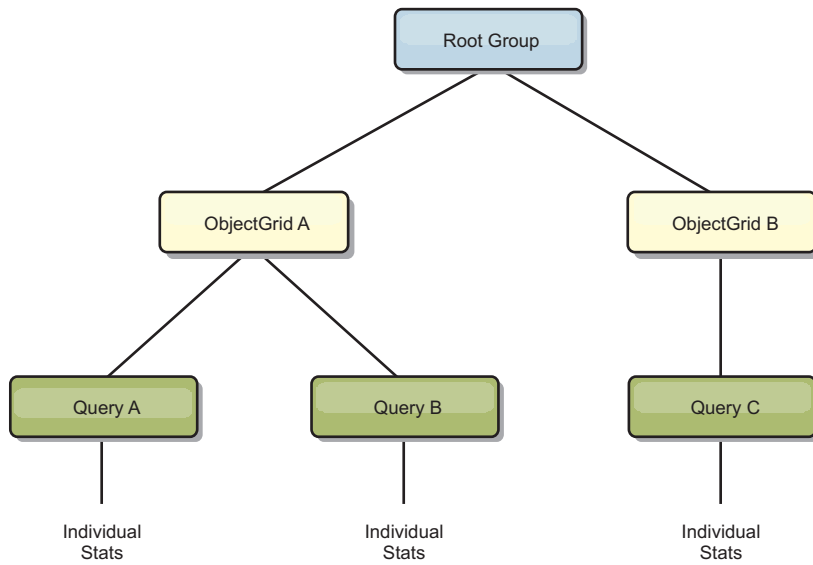 Root Group
ObjectGrid A
ObjectGrid B
Query A
Query B
Query C
Individual
Stats
Individual
Stats
Individual
Stats